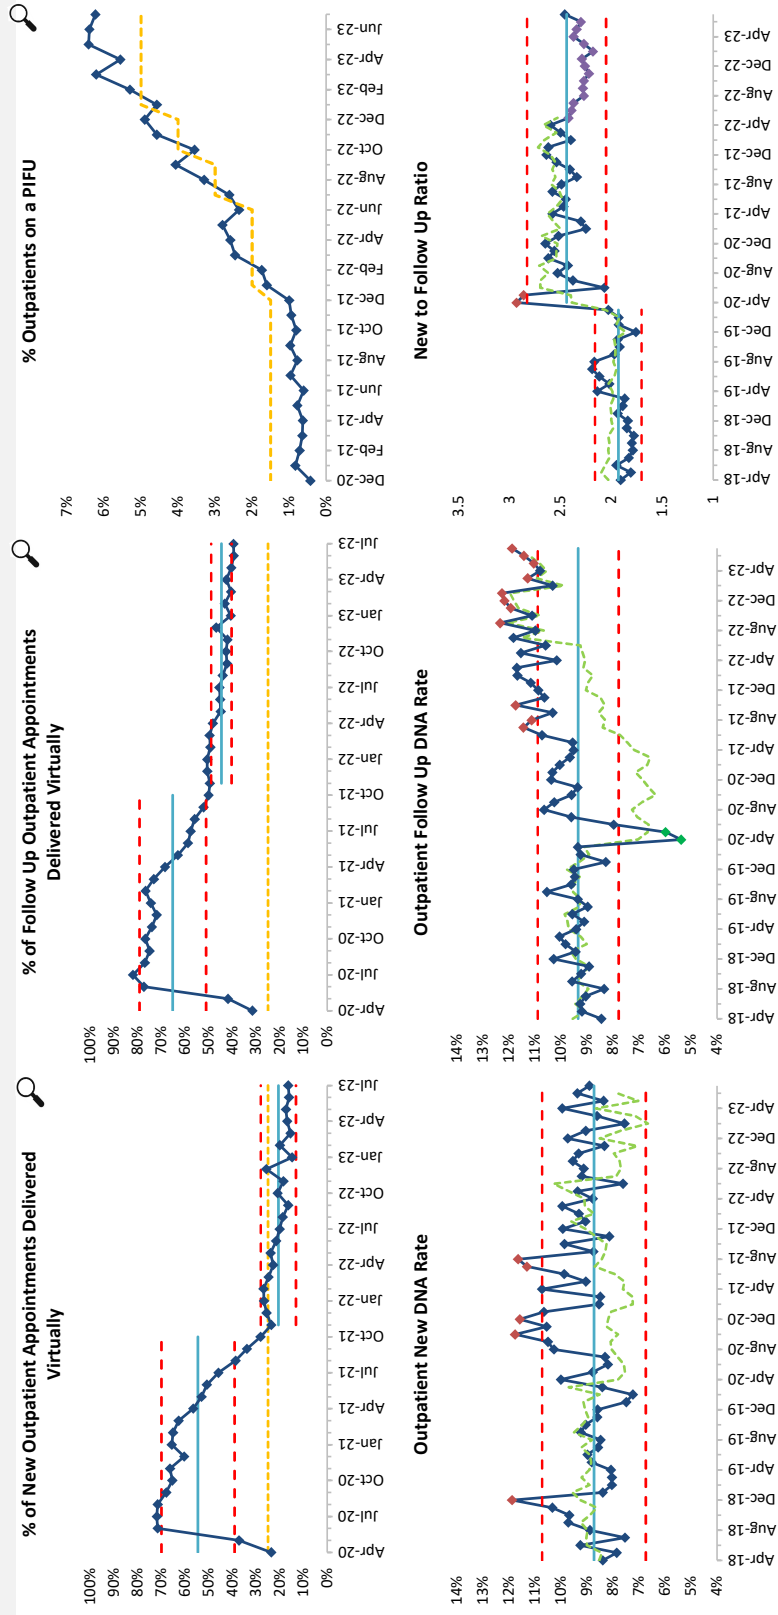 % of New Outpatient Appointments Delivered
Virtually
100%
90%
80%
70%
60%
50%
40%
30%
20%
10%
0%
Apr-20
Jul-20
Oct-20
Jan-21
Apr-21
Jul-21
Oct-21
Jan-22
Apr-22
Jul-22
Oct-22
Jan-23
Apr-23
Jul-23
% of Follow Up Outpatient Appointments
Delivered Virtually
100%
90%
80%
70%
60%
50%
40%
30%
20%
10%
0%
Apr-20
Jul-20
Oct-20
Jan-21
Apr-21
Jul-21
Oct-21
Jan-22
Apr-22
Jul-22
Oct-22
Jan-23
Apr-23
Jul-23
% Outpatients on a PIFU
7%
6%
5%
4%
3%
2%
1%
0%
Dec-20
Feb-21
Apr-21
Jun-21
Aug-21
Oct-21
Dec-21
Feb-22
Apr-22
Jun-22
Aug-22
Oct-22
Dec-22
Feb-23
Apr-23
Jun-23
Outpatient New DNA Rate
14%
13%
12%
11%
10%
9%
8%
7%
6%
5%
4%
Apr-18
Aug-18
Dec-18
Apr-19
Aug-19
Dec-19
Apr-20
Aug-20
Dec-20
Apr-21
Aug-21
Dec-21
Apr-22
Aug-22
Dec-22
Apr-23
Outpatient Follow Up DNA Rate
14%
13%
12%
11%
10%
9%
8%
7%
6%
5%
4%
Apr-18
Aug-18
Dec-18
Apr-19
Aug-19
Dec-19
Apr-20
Aug-20
Dec-20
Apr-21
Aug-21
Dec-21
Apr-22
Aug-22
Dec-22
Apr-23
New to Follow Up Ratio
3.5
3
2.5
2
1.5
1
Apr-18
Aug-18
Dec-18
Apr-19
Aug-19
Dec-19
Apr-20
Aug-20
Dec-20
Apr-21
Aug-21
Dec-21
Apr-22
Aug-22
Dec-22
Apr-23